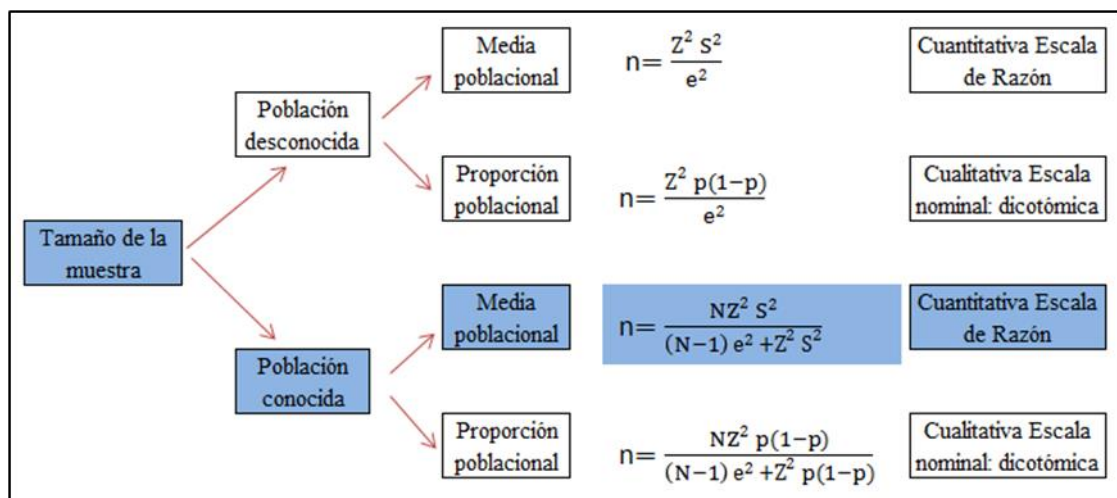 Tamaño de la
muestra
Población
desconocida
Media
poblacional
n= Z² S² / e²
Cuantitativa Escala
de Razón
Proporción
poblacional
n= Z² p(1−p) / e²
Cualitativa Escala
nominal: dicotómica
Población
conocida
Media
poblacional
n= NZ² S² / (N−1) e² +Z² S²
Cuantitativa Escala
de Razón
Proporción
poblacional
n= NZ² p(1−p) / (N−1) e² +Z² p(1−p)
Cualitativa Escala
nominal: dicotómica